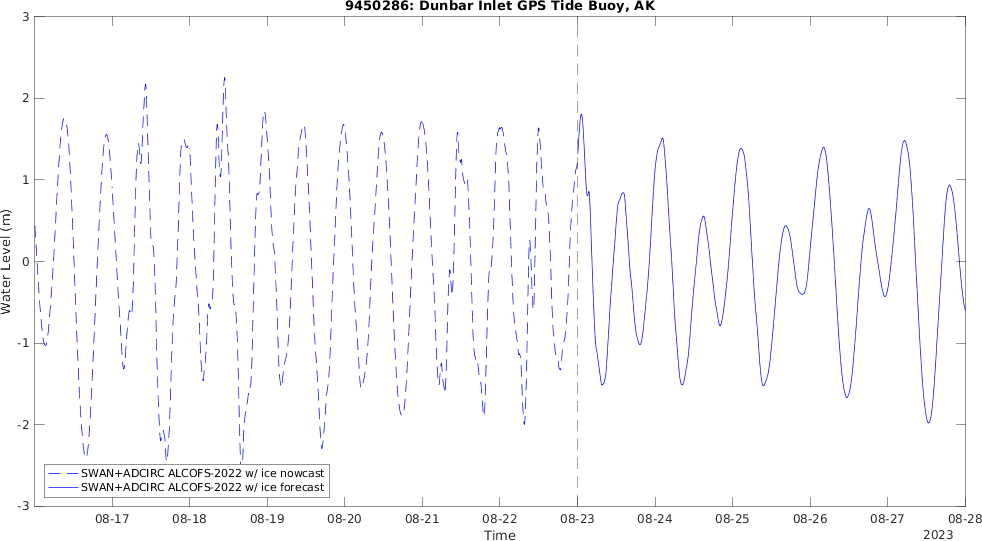 9450286: Dunbar Inlet GPS Tide Buoy, AK
3
2
1
0
-1
-2
-3
Water Level (m)
SWAN+ADCIRC ALCOFS-2022 w/ ice nowcast
SWAN+ADCIRC ALCOFS-2022 w/ ice forecast
08-17 08-18 08-19 08-20 08-21 08-22 08-23 08-24 08-25 08-26 08-27 08-28
Time
2023